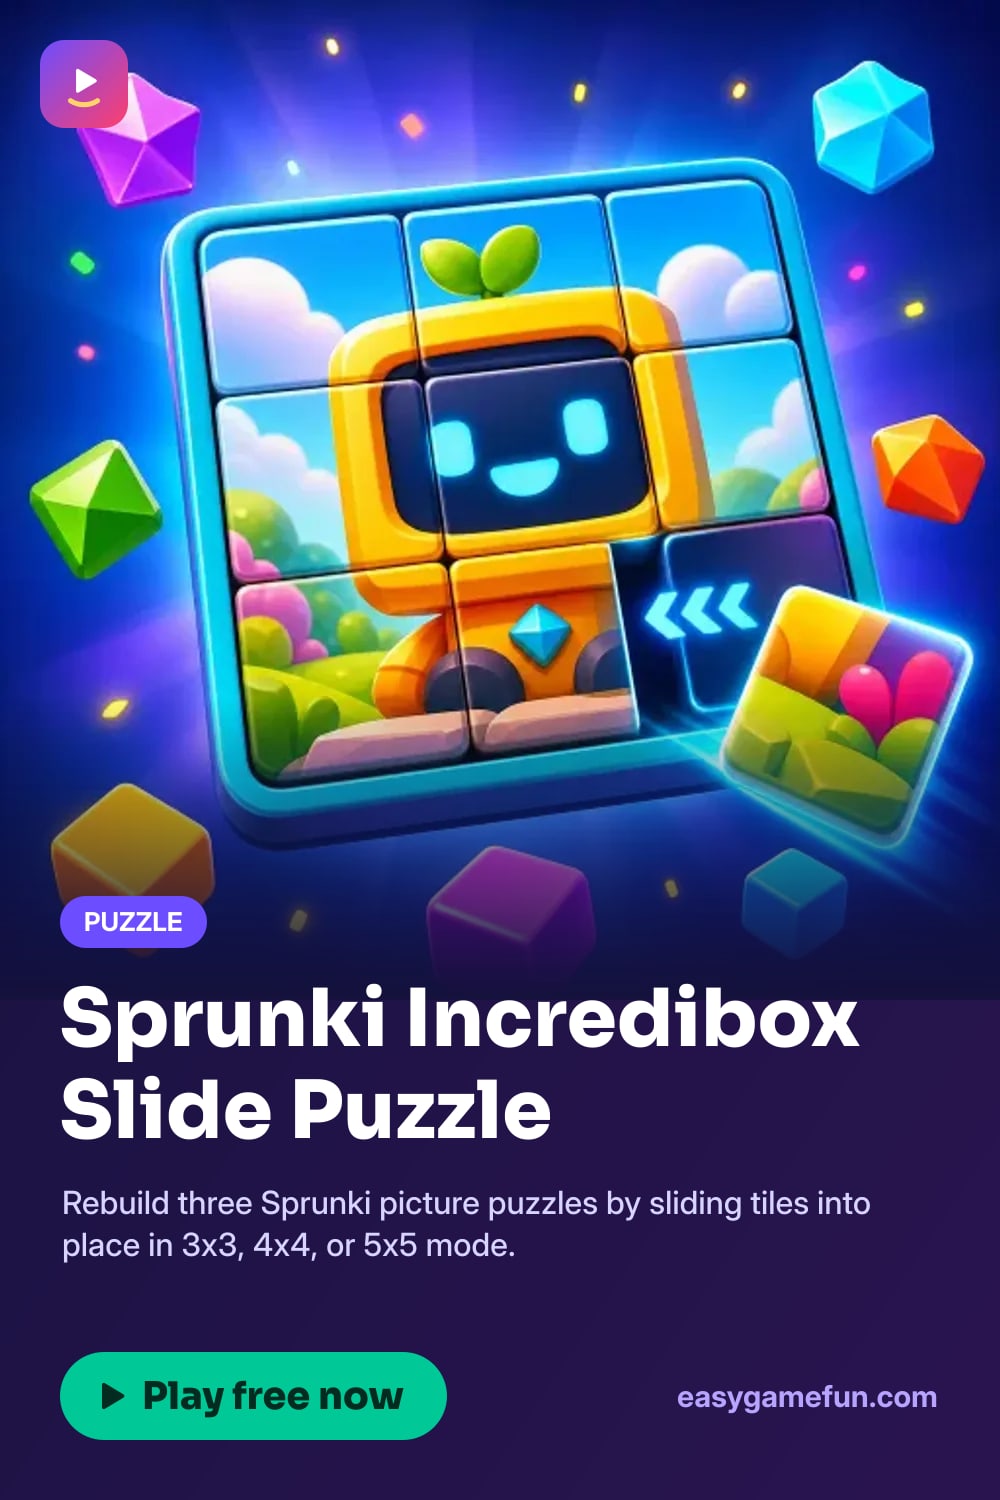 PUZZLE
Sprunki Incredibox
Slide Puzzle
Rebuild three Sprunki picture puzzles by sliding tiles into
place in 3x3, 4x4, or 5x5 mode.
Play free now
easygamefun.com